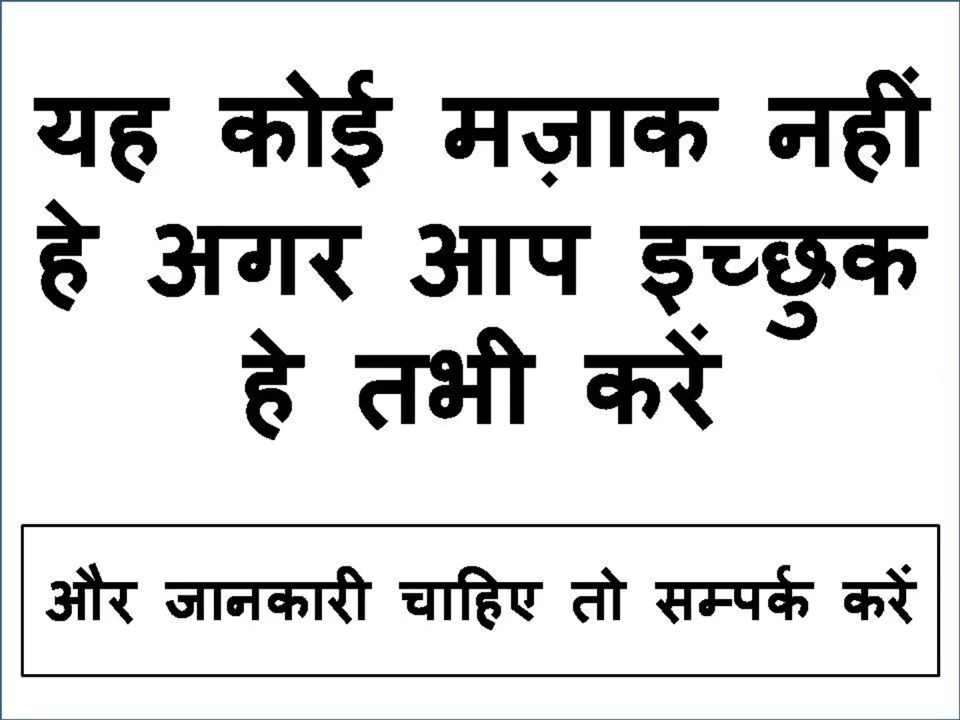 यह कोई मज़ाक नहीं
हे अगर आप इच्छुक
हे तभी करें
और जानकारी चाहिए तो सम्पर्क करें